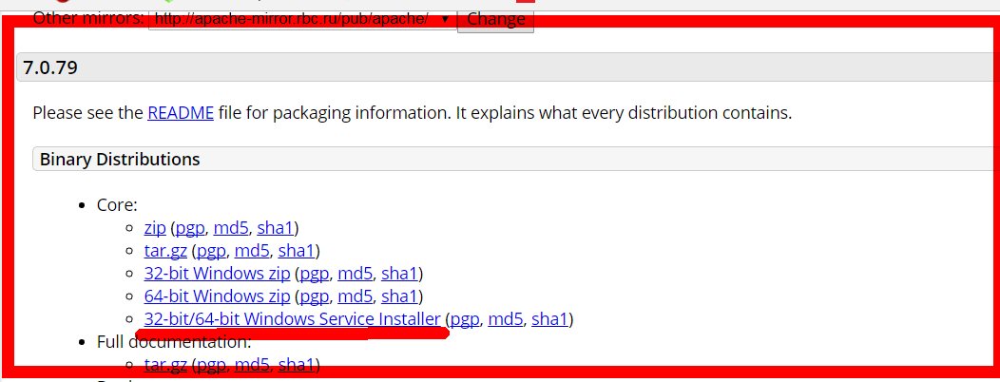 Other mirrors: http://apache-mirror.rbc.ru/pub/apache/ Change
7.0.79
Please see the README file for packaging information. It explains what every distribution contains.
Binary Distributions
Core:
zip (pgp, md5, sha1)
tar.gz (pgp, md5, sha1)
32-bit Windows zip (pgp, md5, sha1)
64-bit Windows zip (pgp, md5, sha1)
32-bit/64-bit Windows Service Installer (pgp, md5, sha1)
Full documentation:
tar.gz (pgp, md5, sha1)